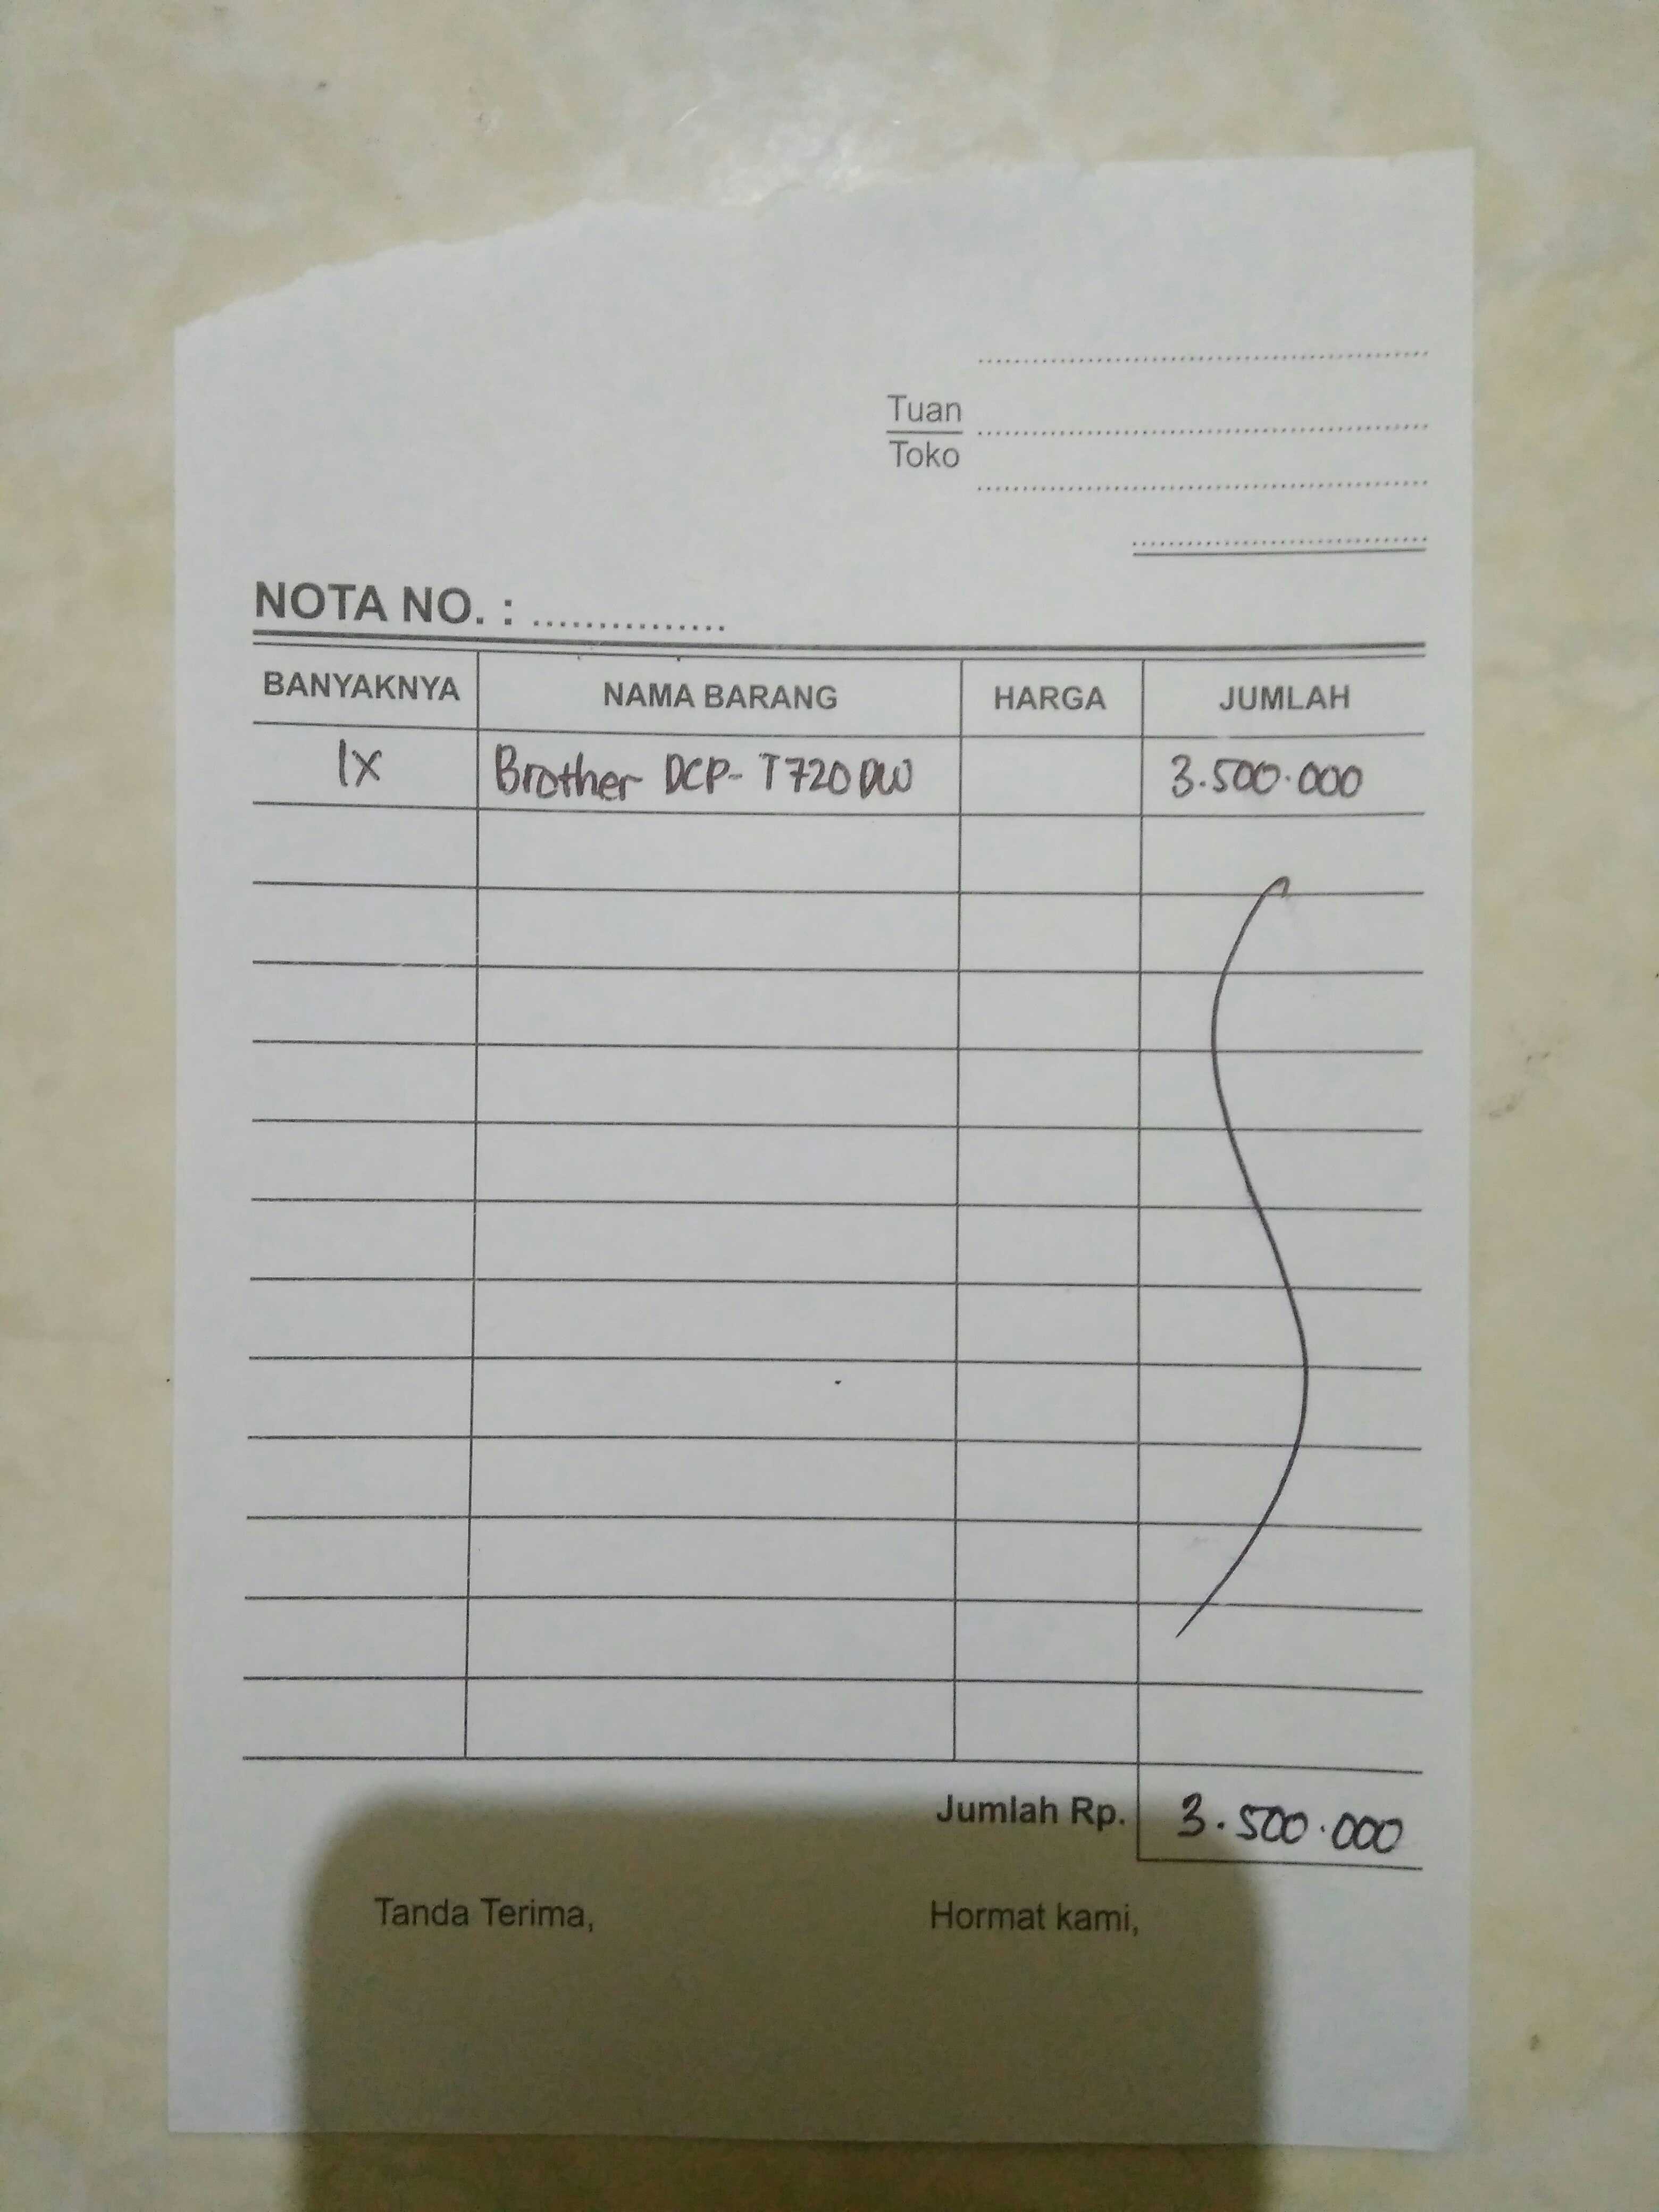 Tuan
Toko
NOTA NO. : ...............
BANYAKNYA NAMA BARANG HARGA JUMLAH
1X Brother DCP-T720DW 3.500.000
Jumlah Rp. 3.500.000
Tanda Terima, Hormat kami,